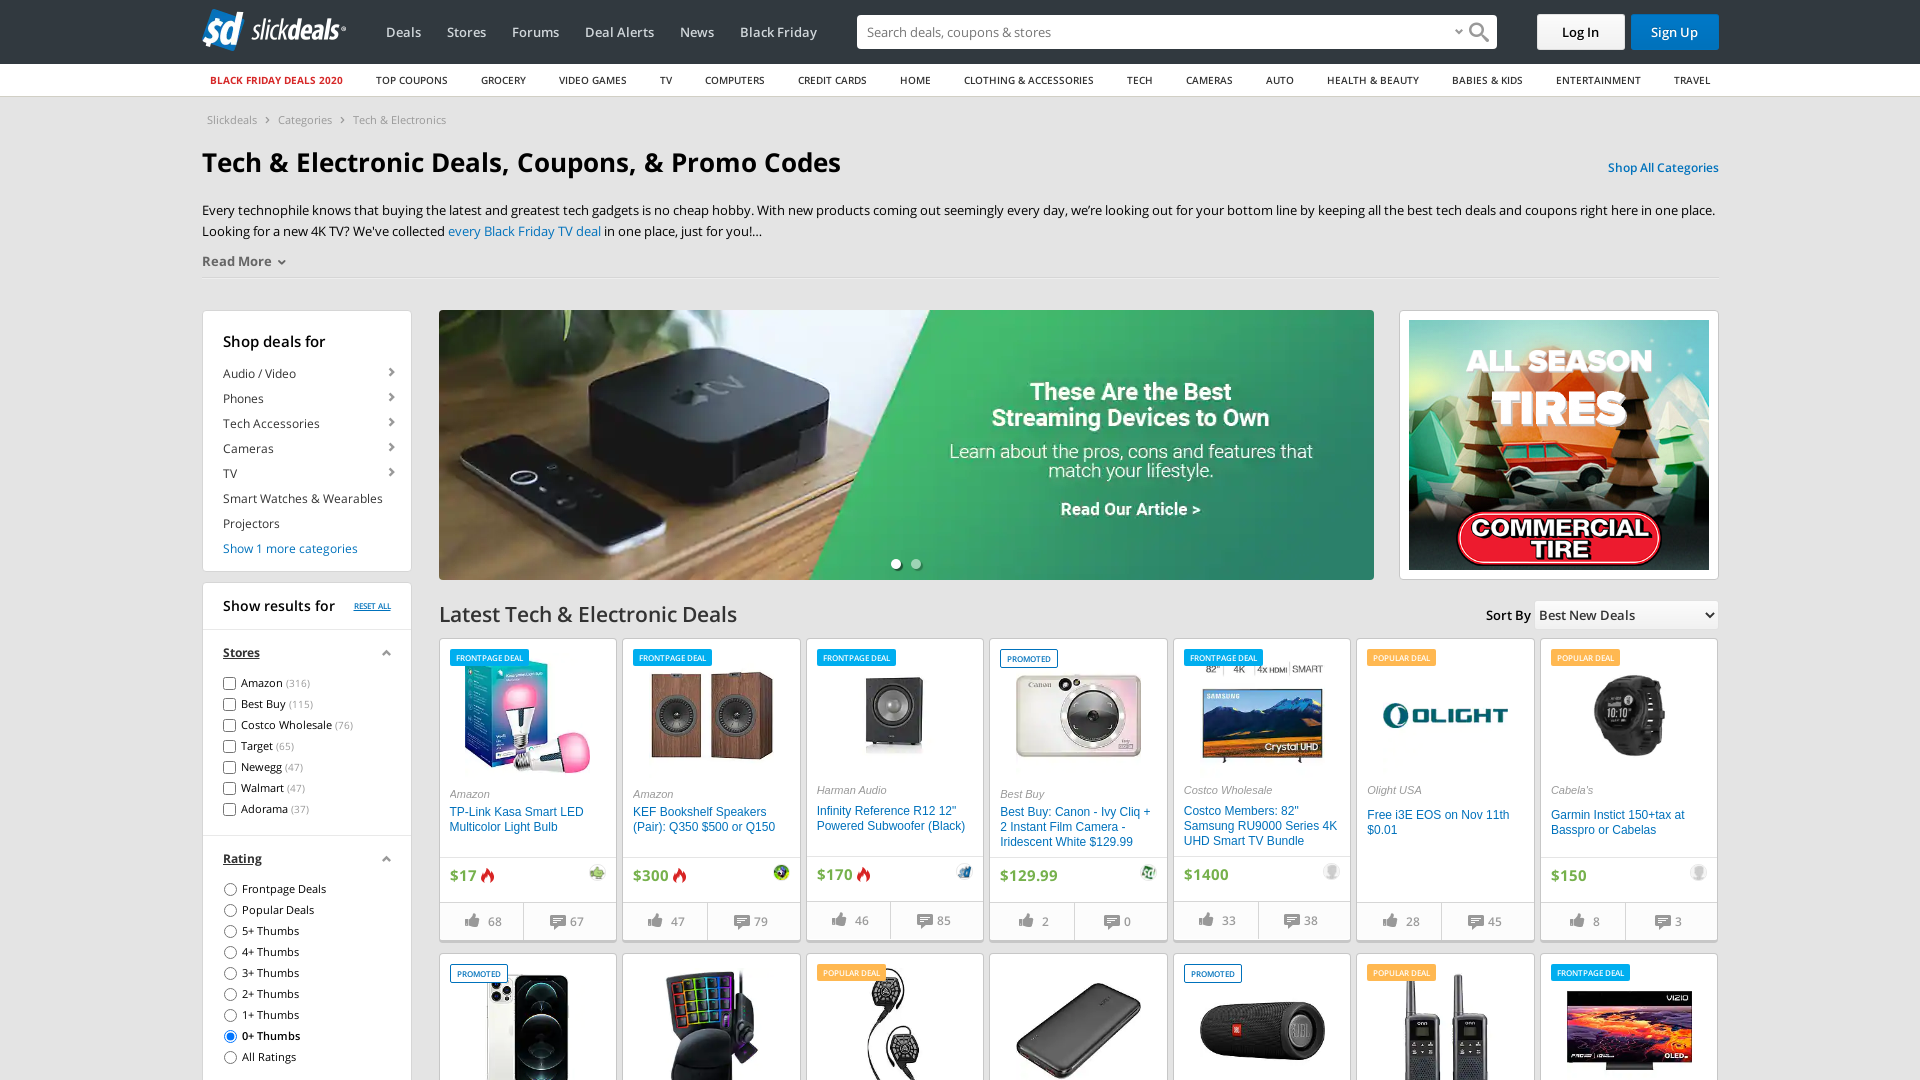 slickdeals
Deals
Stores
Forums
Deal Alerts
News
Black Friday
Search deals, coupons & stores
Log In
Sign Up
BLACK FRIDAY DEALS 2020
TOP COUPONS
GROCERY
VIDEO GAMES
TV
COMPUTERS
CREDIT CARDS
HOME
CLOTHING & ACCESSORIES
TECH
CAMERAS
AUTO
HEALTH & BEAUTY
BABIES & KIDS
ENTERTAINMENT
TRAVEL
Slickdeals > Categories > Tech & Electronics
Tech & Electronic Deals, Coupons, & Promo Codes
Shop All Categories
Every technophile knows that buying the latest and greatest tech gadgets is no cheap hobby. With new products coming out seemingly every day, we’re looking out for your bottom line by keeping all the best tech deals and coupons right here in one place.
Looking for a new 4K TV? We've collected every Black Friday TV deal in one place, just for you!...
Read More
Shop deals for
Audio / Video
Phones
Tech Accessories
Cameras
TV
Smart Watches & Wearables
Projectors
Show 1 more categories
Show results for
RESET ALL
Stores
Amazon (316)
Best Buy (115)
Costco Wholesale (76)
Target (65)
Newegg (47)
Walmart (47)
Adorama (37)
Rating
Frontpage Deals
Popular Deals
5+ Thumbs
4+ Thumbs
3+ Thumbs
2+ Thumbs
1+ Thumbs
0+ Thumbs
All Ratings
tv
These Are the Best
Streaming Devices to Own
Learn about the pros, cons and features that
match your lifestyle.
Read Our Article >
ALL SEASON
TIRES
COMMERCIAL
TIRE
Latest Tech & Electronic Deals
Sort By
Best New Deals
FRONTPAGE DEAL
Amazon
TP-Link Kasa Smart LED
Multicolor Light Bulb
$17
68
67
FRONTPAGE DEAL
Amazon
KEF Bookshelf Speakers
(Pair): Q350 $500 or Q150
$300
47
79
FRONTPAGE DEAL
Harman Audio
Infinity Reference R12 12"
Powered Subwoofer (Black)
$170
46
85
PROMOTED
Canon
Best Buy
Best Buy: Canon - Ivy Cliq +
2 Instant Film Camera -
Iridescent White $129.99
$129.99
2
0
FRONTPAGE DEAL
82" | 4K | 4X HDMI | SMART
SAMSUNG
Crystal UHD
Costco Wholesale
Costco Members: 82"
Samsung RU9000 Series 4K
UHD Smart TV Bundle
$1400
33
38
POPULAR DEAL
OLIGHT
Olight USA
Free i3E EOS on Nov 11th
$0.01
28
45
POPULAR DEAL
10:10
Cabela's
Garmin Instict 150+tax at
Basspro or Cabelas
$150
8
3
PROMOTED
POPULAR DEAL
PROMOTED
JBL
POPULAR DEAL
onn
onn
FRONTPAGE DEAL
VIZIO
OLED